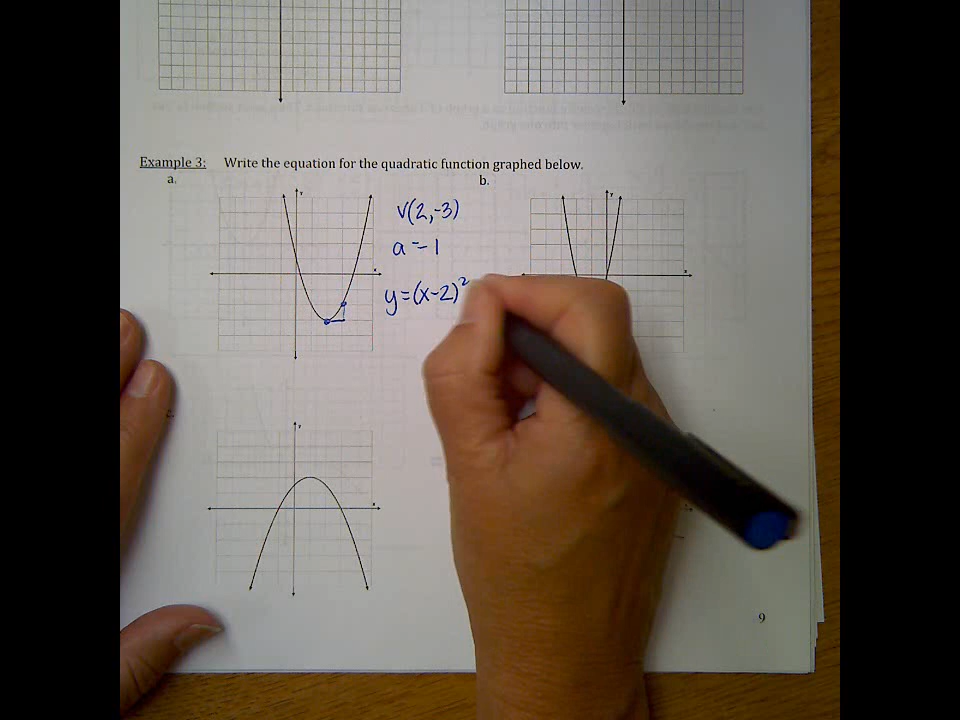 Example 3: Write the equation for the quadratic function graphed below.
a.
b.
y
y
V(2,-3)
a=1
x
x
y=(x-2)²
c.
y
x
9